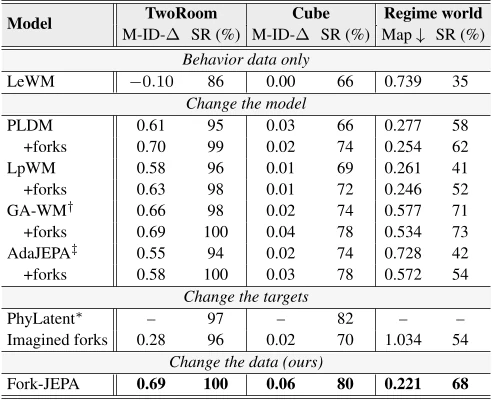 Model TwoRoom Cube Regime world
M-ID-Δ SR (%) M-ID-Δ SR (%) Map ↓ SR (%)
Behavior data only
LeWM −0.10 86 0.00 66 0.739 35
Change the model
PLDM 0.61 95 0.03 66 0.277 58
+forks 0.70 99 0.02 74 0.254 62
LpWM 0.58 96 0.01 69 0.261 41
+forks 0.63 98 0.01 72 0.246 52
GA-WM† 0.66 98 0.02 74 0.577 71
+forks 0.69 100 0.04 78 0.534 73
AdaJEPA‡ 0.55 94 0.02 74 0.728 42
+forks 0.58 100 0.03 78 0.572 54
Change the targets
PhyLatent* – 97 – 82 – –
Imagined forks 0.28 96 0.02 70 1.034 54
Change the data (ours)
Fork-JEPA 0.69 100 0.06 80 0.221 68